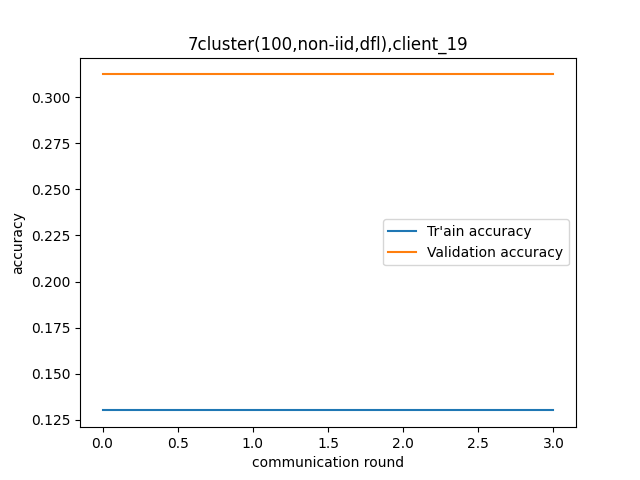 7cluster(100,non-iid,dfl),client_19
0.300
0.275
0.250
0.225
0.200
0.175
0.150
0.125
accuracy
Tr'ain accuracy
Validation accuracy
0.0 0.5 1.0 1.5 2.0 2.5 3.0
communication round